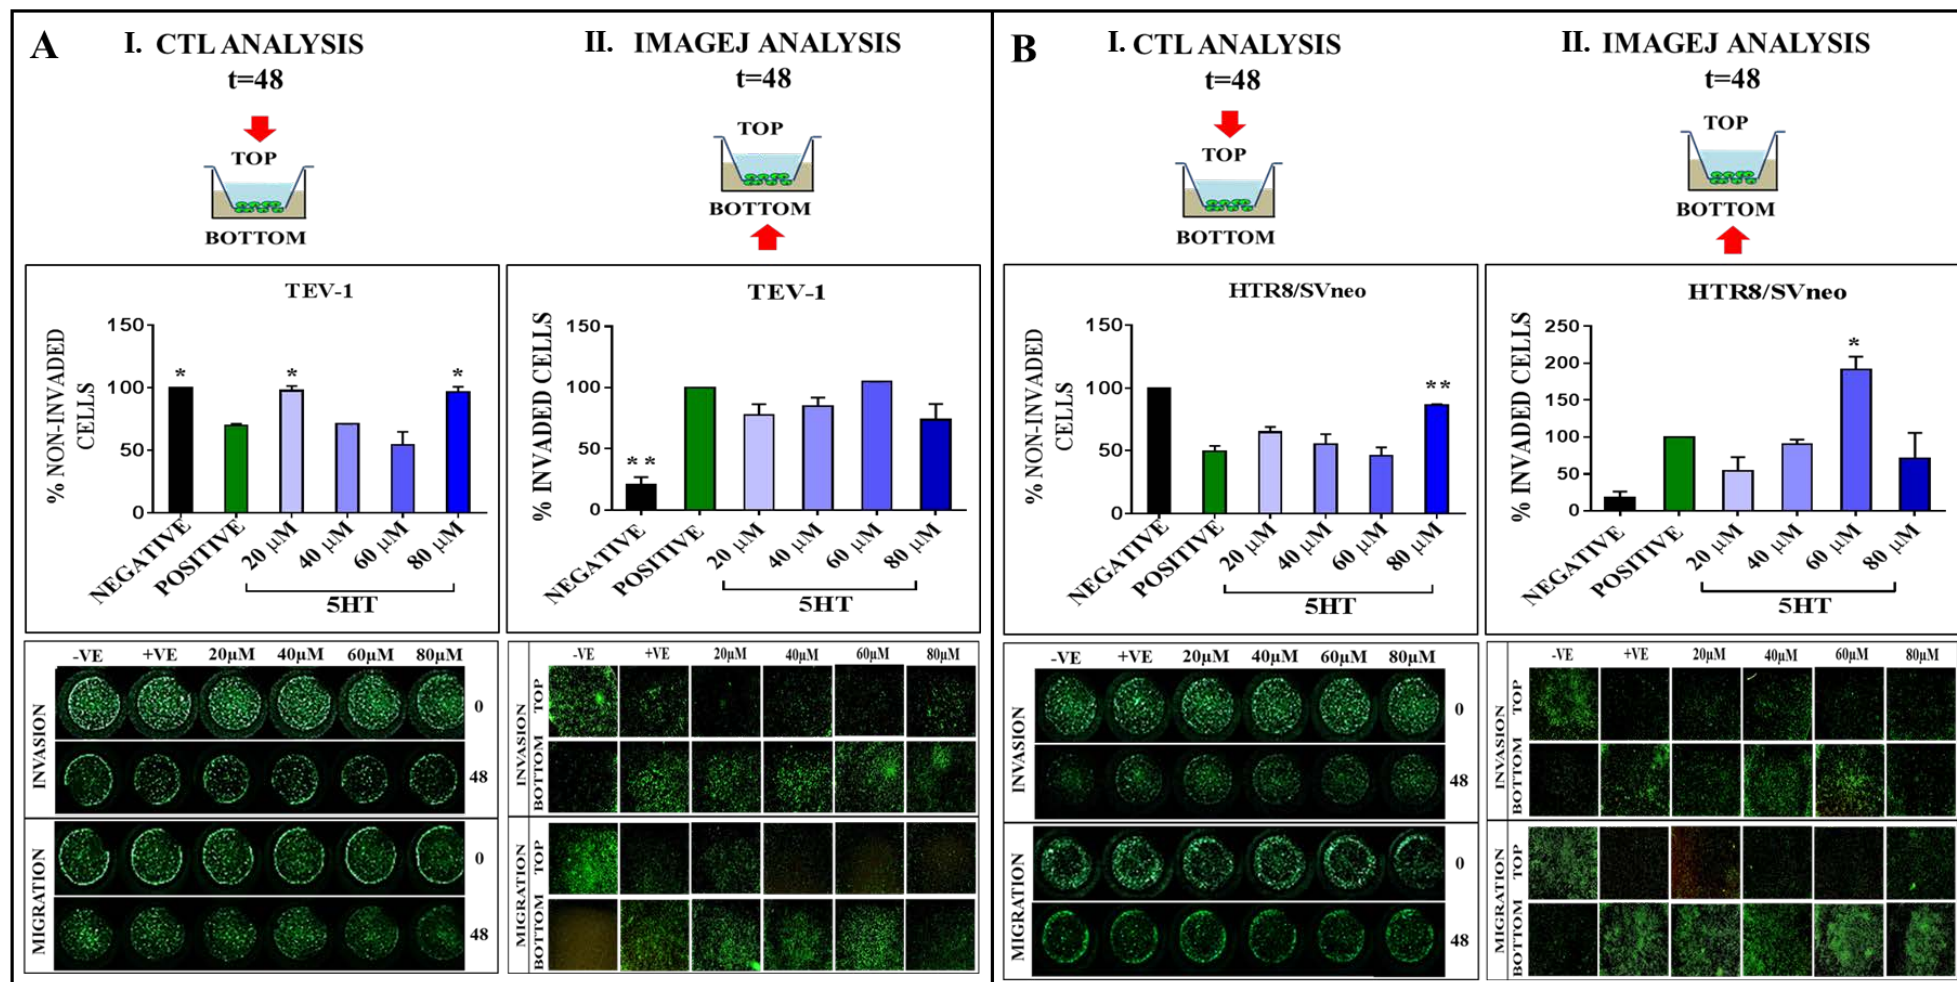 A
I. CTL ANALYSIS
t=48
TOP
BOTTOM
TEV-1
% NON-INVADED
CELLS
150
100
50
0
* * *
NEGATIVE
POSITIVE
20 µM
40 µM
60 µM
80 µM
5HT
-VE +VE 20µM 40µM 60µM 80µM
INVASION
0
48
MIGRATION
0
48
II. IMAGEJ ANALYSIS
t=48
TOP
BOTTOM
TEV-1
% INVADED CELLS
150
100
50
0
* *
NEGATIVE
POSITIVE
20 µM
40 µM
60 µM
80 µM
5HT
-VE +VE 20µM 40µM 60µM 80µM
INVASION
TOP
BOTTOM
MIGRATION
TOP
BOTTOM
B
I. CTL ANALYSIS
t=48
TOP
BOTTOM
HTR8/SVneo
% NON-INVADED
CELLS
150
100
50
0
* *
NEGATIVE
POSITIVE
20 µM
40 µM
60 µM
80 µM
5HT
-VE +VE 20µM 40µM 60µM 80µM
INVASION
0
48
MIGRATION
0
48
II. IMAGEJ ANALYSIS
t=48
TOP
BOTTOM
HTR8/SVneo
% INVADED CELLS
250
200
150
100
50
0
*
NEGATIVE
POSITIVE
20 µM
40 µM
60 µM
80 µM
5HT
-VE +VE 20µM 40µM 60µM 80µM
INVASION
TOP
BOTTOM
MIGRATION
TOP
BOTTOM